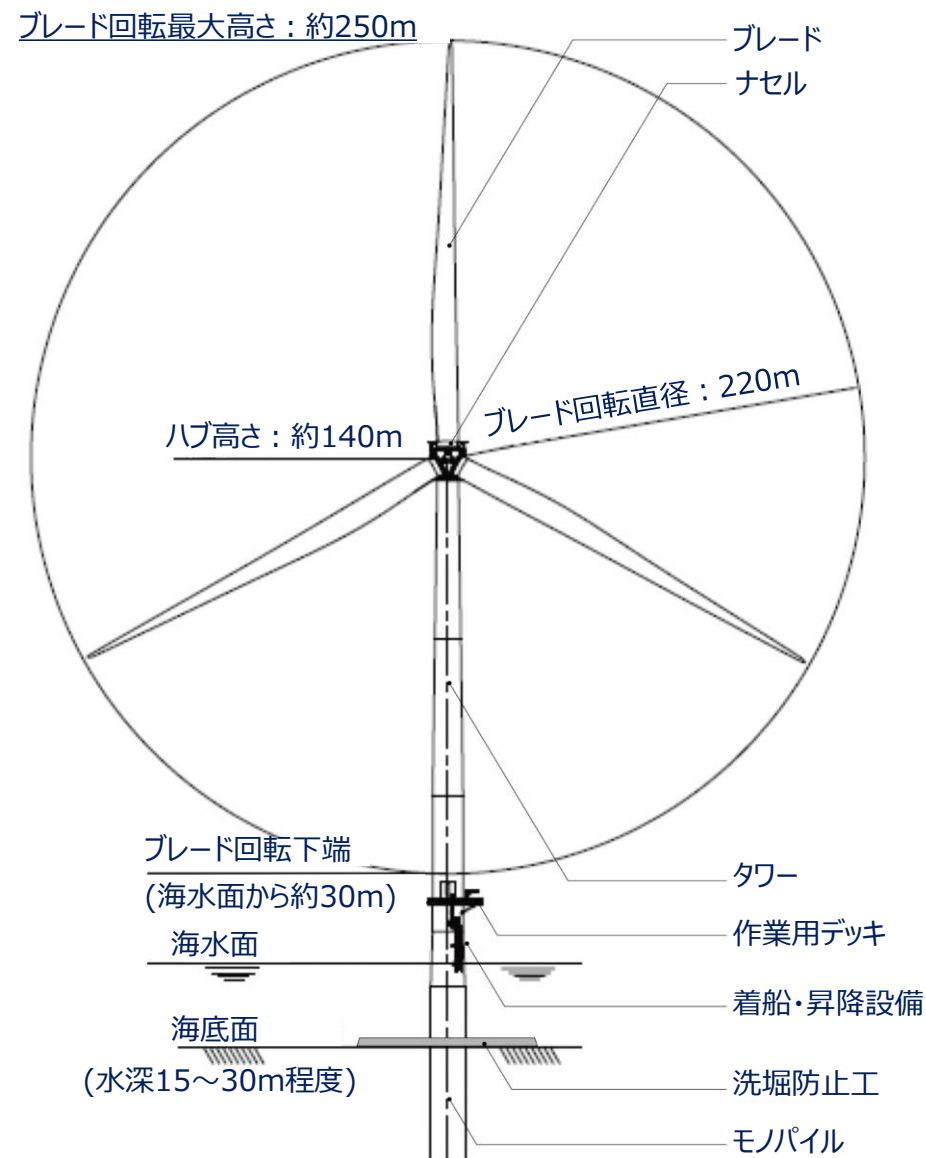 ブレード回転最大高さ：約250m
ブレード
ナセル
ブレード回転直径：220m
ハブ高さ：約140m
ブレード回転下端
(海水面から約30m)
タワー
作業用デッキ
海水面
着船・昇降設備
海底面
(水深15～30m程度)
洗堀防止工
モノパイル